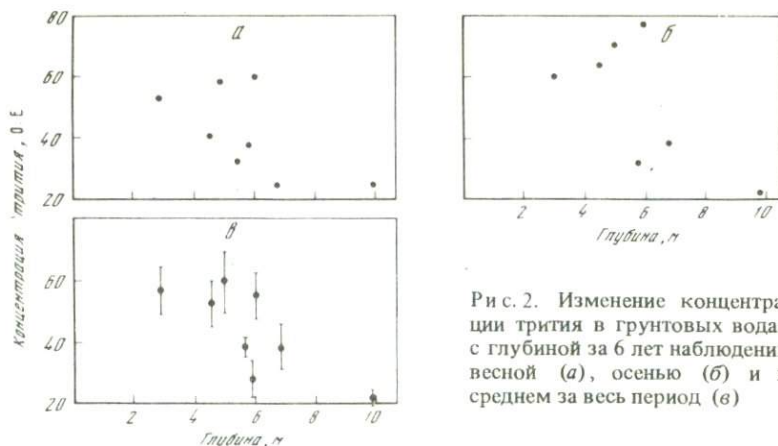 80
60
40
20
а
б
Концентрация трития, О Е
2 4 6 8 10
Глубина, м
60
40
20
в
0 2 4 6 8 10
Глубина, м
Рис. 2. Изменение концентра
ции трития в грунтовых вода
с глубиной за 6 лет наблюдени
весной (а), осенью (б) и
среднем за весь период (в)